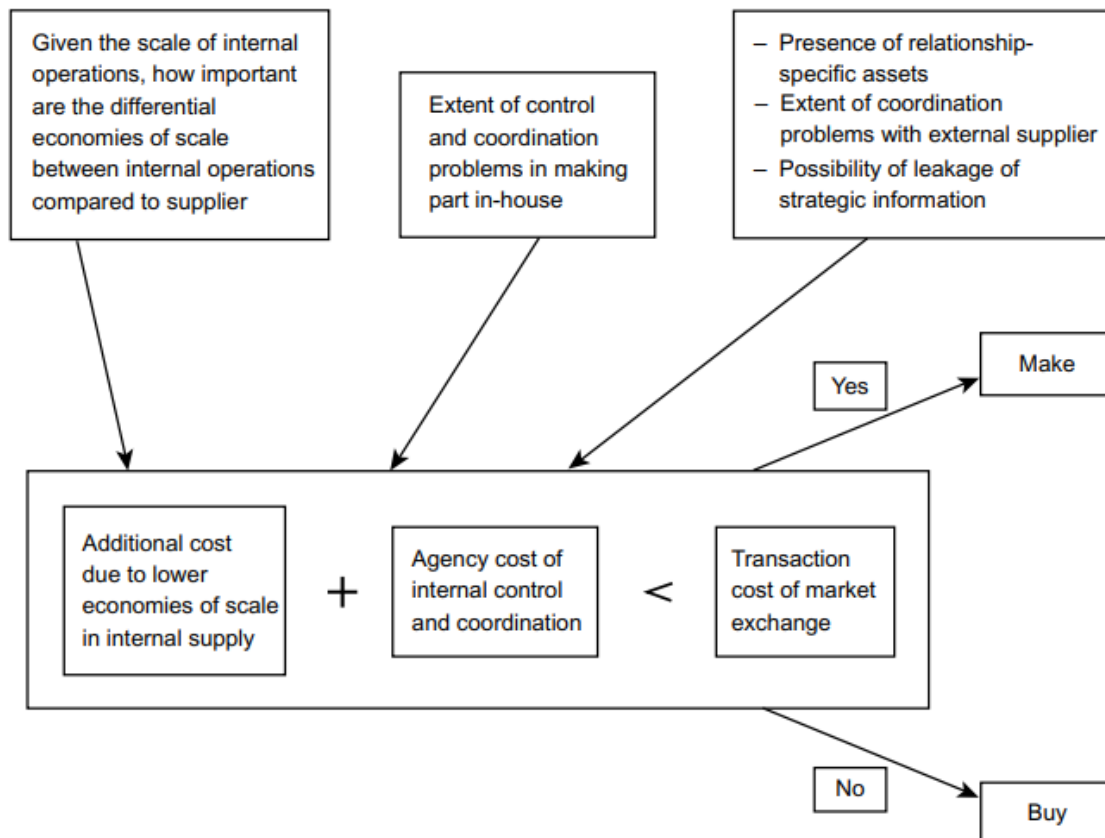 Given the scale of internal
operations, how important
are the differential
economies of scale
between internal operations
compared to supplier
Extent of control
and coordination
problems in making
part in-house
– Presence of relationship-
specific assets
– Extent of coordination
problems with external supplier
– Possibility of leakage of
strategic information
Make
Yes
Additional cost
due to lower
economies of scale
in internal supply
+
Agency cost of
internal control
and coordination
<
Transaction
cost of market
exchange
No
Buy